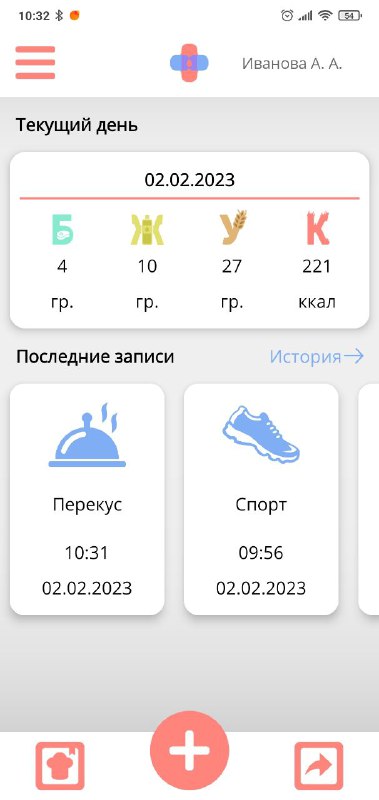 10:32
54
Иванова А. А.
Текущий день
02.02.2023
Б Ж У К
4 10 27 221
гр. гр. гр. ккал
Последние записи
История
Перекус Спорт
10:31 09:56
02.02.2023 02.02.2023